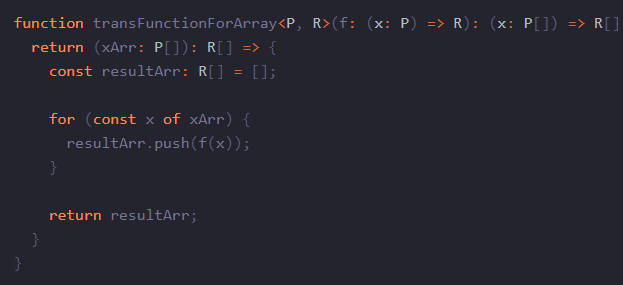 function transFunctionForArray<P, R>(f: (x: P) => R): (x: P[]) => R[]
return (xArr: P[]): R[] => {
const resultArr: R[] = [];
for (const x of xArr) {
resultArr.push(f(x));
}
return resultArr;
}
}